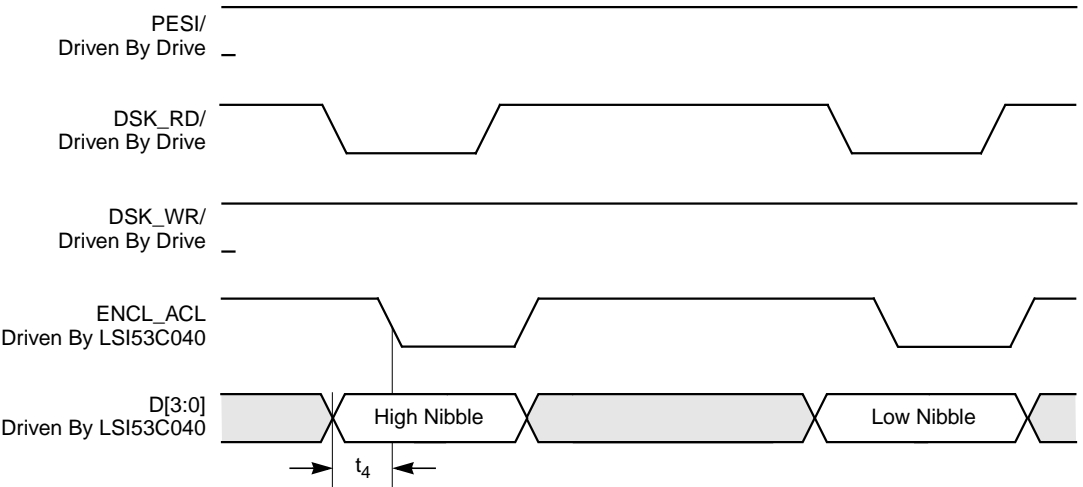 PESI/
Driven By Drive
DSK_RD/
Driven By Drive
DSK_WR/
Driven By Drive
ENCL_ACL
Driven By LSI53C040
D[3:0]
Driven By LSI53C040
High Nibble
Low Nibble
t4